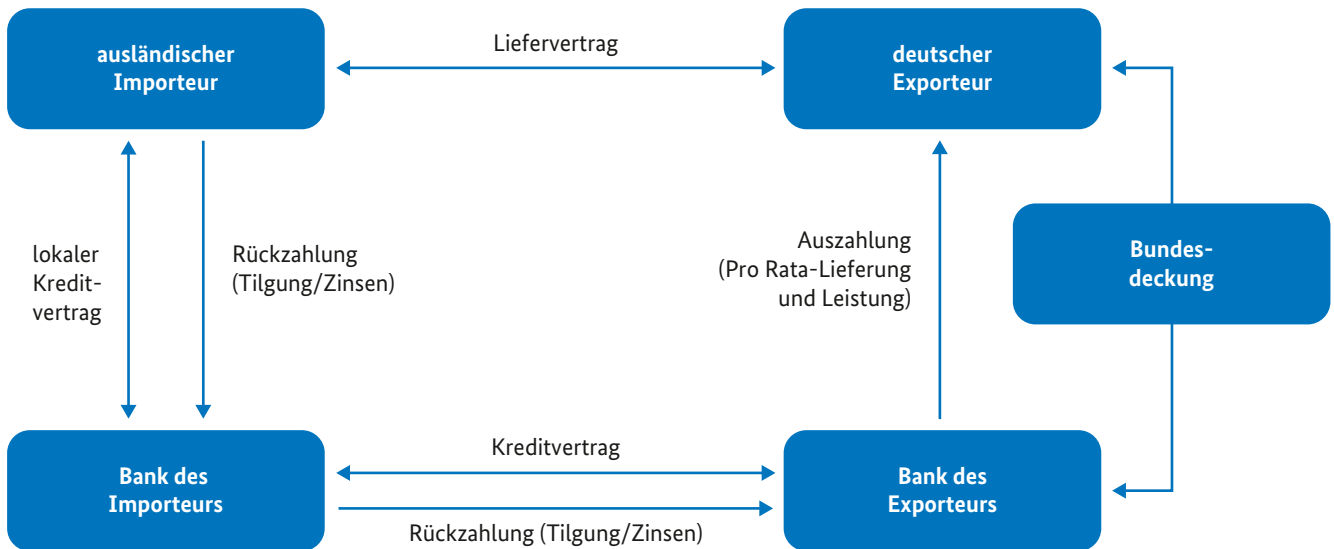 ausländischer
Importeur
Liefervertrag
deutscher
Exporteur
lokaler
Kredit-
vertrag
Rückzahlung
(Tilgung/Zinsen)
Auszahlung
(Pro Rata-Lieferung
und Leistung)
Bundes-
deckung
Bank des
Importeurs
Kreditvertrag
Rückzahlung (Tilgung/Zinsen)
Bank des
Exporteurs